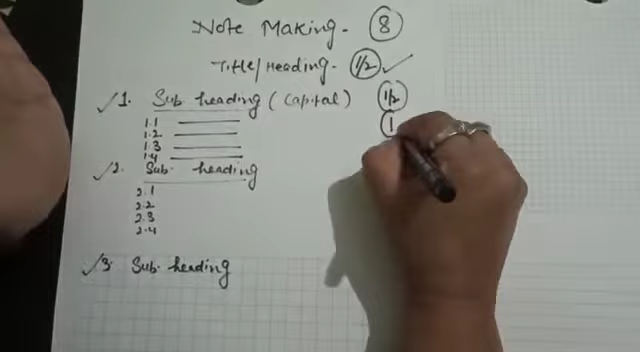 Note Making - 8
Title/Heading - 1/2 ✓
✓1. Sub heading (Capital) 1/2
1.1 1
1.2
1.3
1.4
✓2. Sub. heading
2.1
2.2
2.3
2.4
✓3. Sub. heading